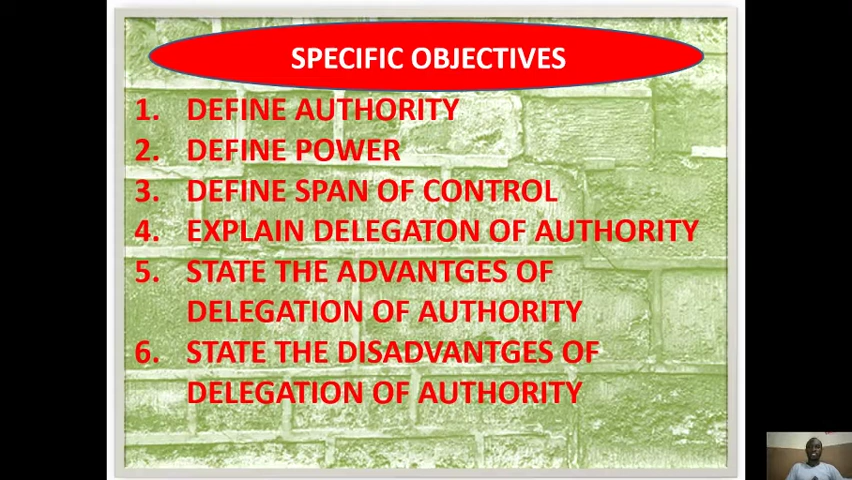 SPECIFIC OBJECTIVES
1. DEFINE AUTHORITY
2. DEFINE POWER
3. DEFINE SPAN OF CONTROL
4. EXPLAIN DELEGATON OF AUTHORITY
5. STATE THE ADVANTGES OF
DELEGATION OF AUTHORITY
6. STATE THE DISADVANTGES OF
DELEGATION OF AUTHORITY